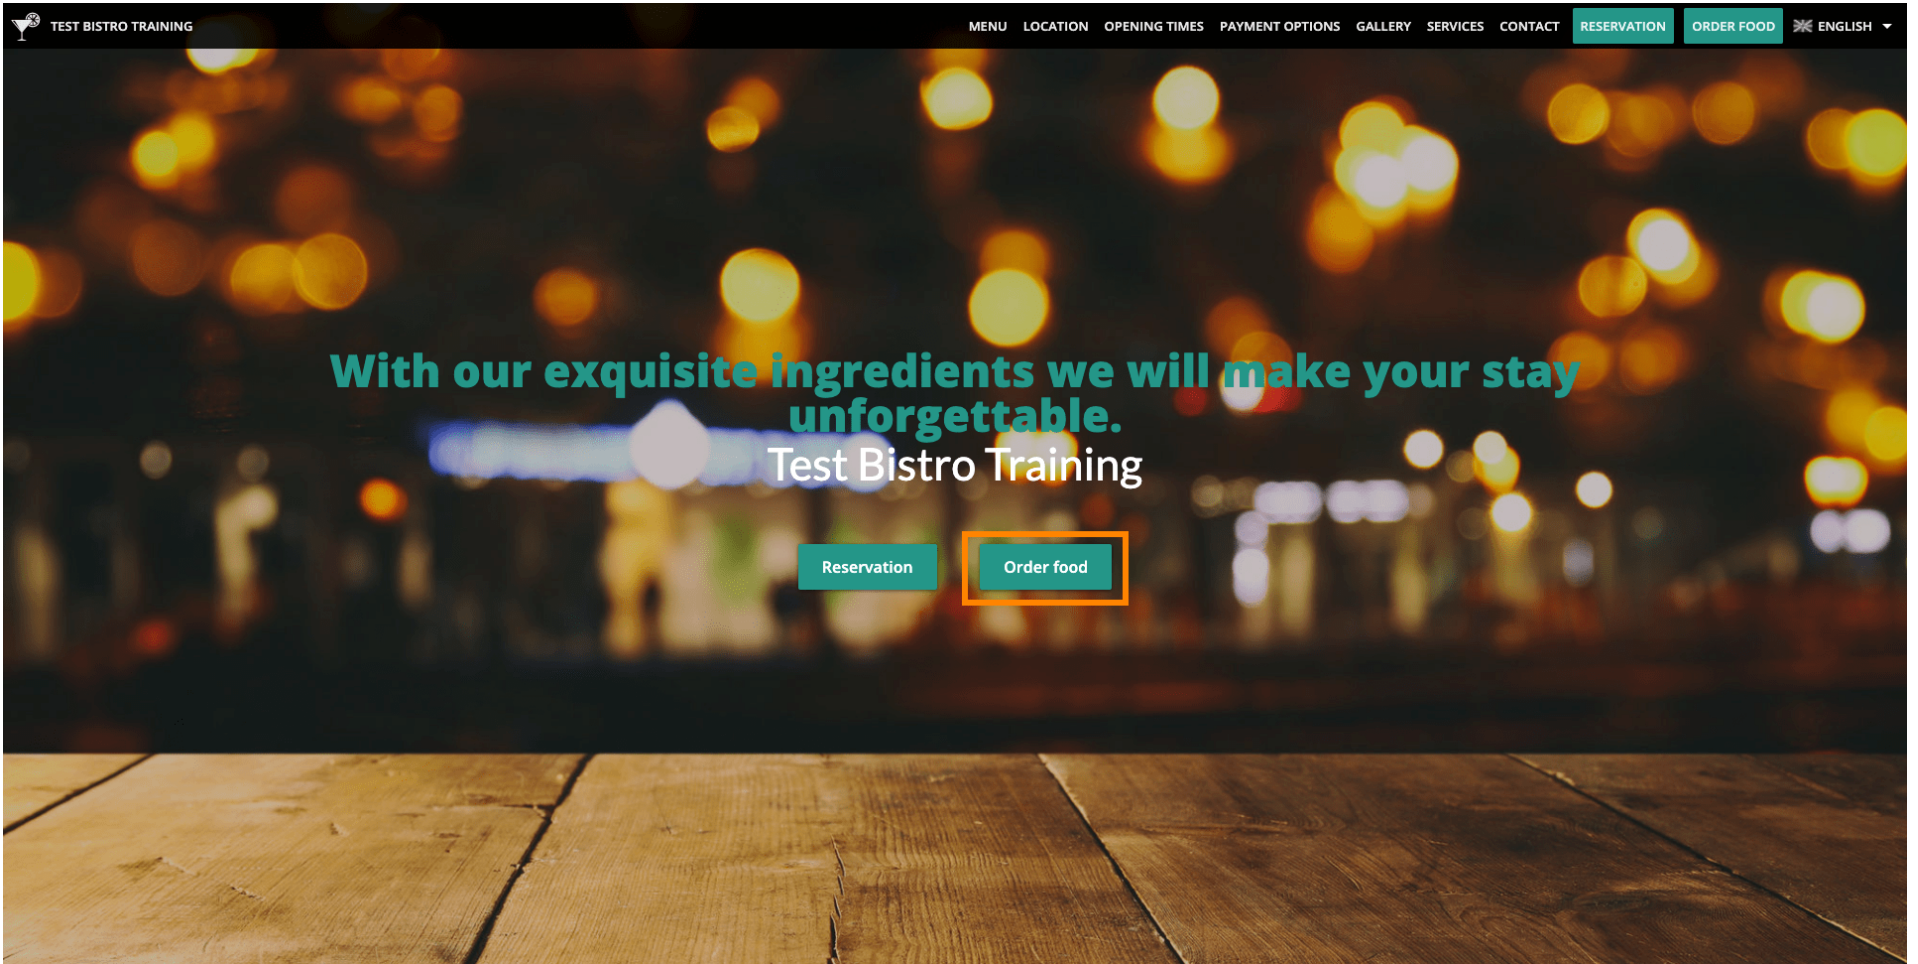 TEST BISTRO TRAINING
MENU LOCATION OPENING TIMES PAYMENT OPTIONS GALLERY SERVICES CONTACT RESERVATION ORDER FOOD ENGLISH
With our exquisite ingredients we will make your stay
unforgettable.
Test Bistro Training
Reservation Order food